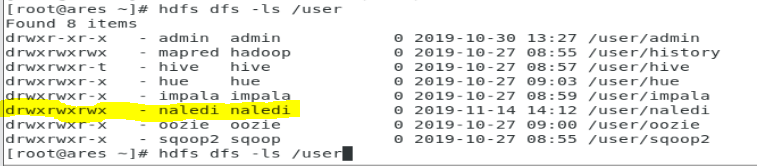 [root@ares ~]# hdfs dfs -ls /user
Found 8 items
drwxr-xr-x   - admin  admin           0 2019-10-30 13:27 /user/admin
drwxrwxrwx   - mapred hadoop          0 2019-10-27 08:55 /user/history
drwxrwxr-t   - hive   hive            0 2019-10-27 08:57 /user/hive
drwxrwxr-x   - hue    hue             0 2019-10-27 09:03 /user/hue
drwxrwxr-x   - impala impala          0 2019-10-27 08:59 /user/impala
drwxrwxrwx   - naledi naledi          0 2019-11-14 14:12 /user/naledi
drwxrwxr-x   - oozie  oozie           0 2019-10-27 09:00 /user/oozie
drwxrwxr-x   - sqoop2 sqoop           0 2019-10-27 08:55 /user/sqoop2
[root@ares ~]# hdfs dfs -ls /user